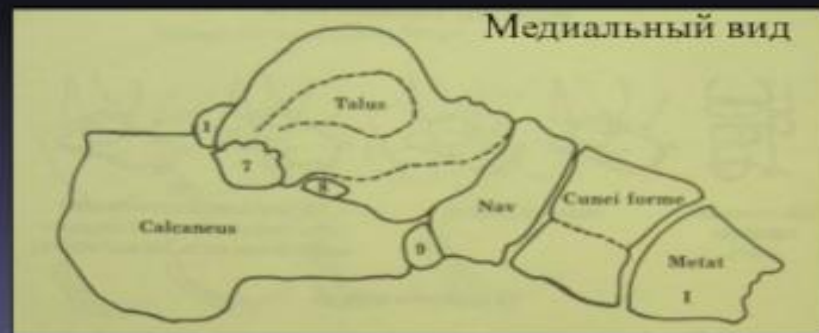 Медиальный вид
Talus
1
7
8
Calcaneus
Nav
Cunei forme
9
Metat
I